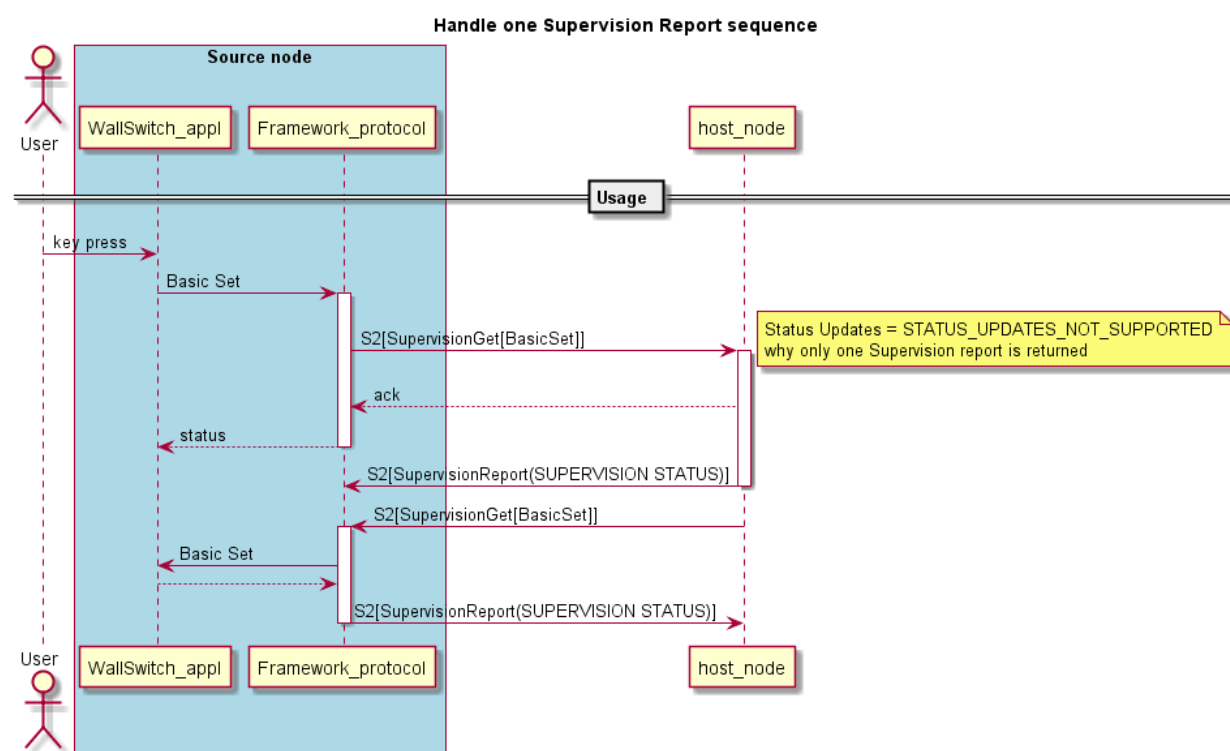 Handle one Supervision Report sequence
Source node
User
WallSwitch_appl
Framework_protocol
host_node
Usage
key press
Basic Set
S2[SupervisionGet[BasicSet]]
Status Updates = STATUS_UPDATES_NOT_SUPPORTED
why only one Supervision report is returned
ack
status
S2[SupervisionReport(SUPERVISION STATUS)]
S2[SupervisionGet[BasicSet]]
Basic Set
S2[SupervisionReport(SUPERVISION STATUS)]
User
WallSwitch_appl
Framework_protocol
host_node